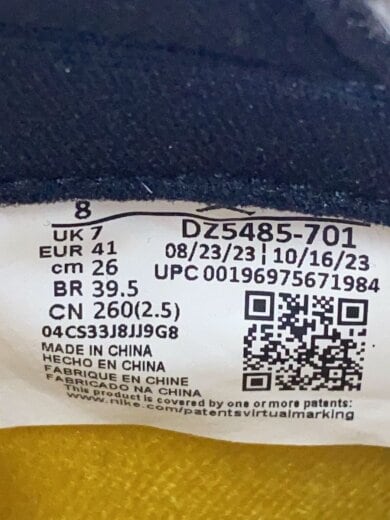 8
UK 7
EUR 41
cm 26
BR 39.5
CN 260(2.5)
04CS33J8JJ9G8
DZ5485-701
08/23/23 | 10/16/23
UPC 00196975671984
MADE IN CHINA
HECHO EN CHINA
FABRIQUE EN CHINE
FABRICADO NA CHINA
This product is covered by one or more patents:
www.nike.com/patentsvirtualmarking